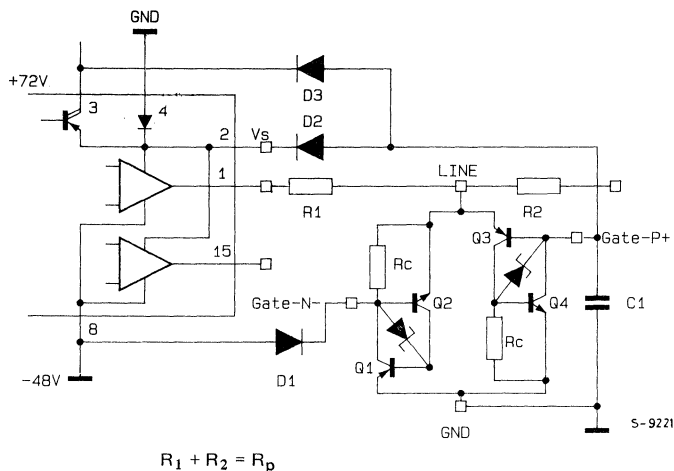 GND
+72V
3
4
D3
2
Vs
D2
1
LINE
R1
R2
Q3
Gate-P+
15
Rc
Gate-N-
Q2
Q4
C1
8
Rc
D1
Q1
-48V
GND
S-9221
R₁ + R₂ = Rₚ